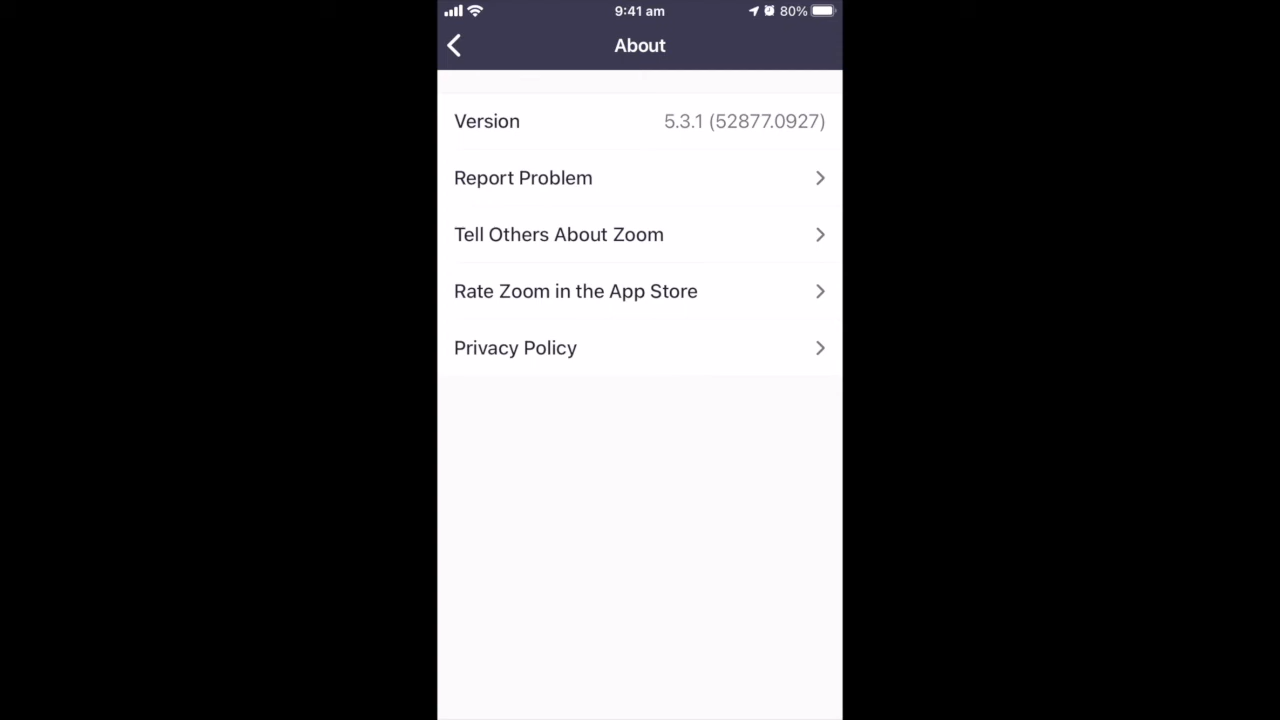 9:41 am
80%
About
Version 5.3.1 (52877.0927)
Report Problem
Tell Others About Zoom
Rate Zoom in the App Store
Privacy Policy